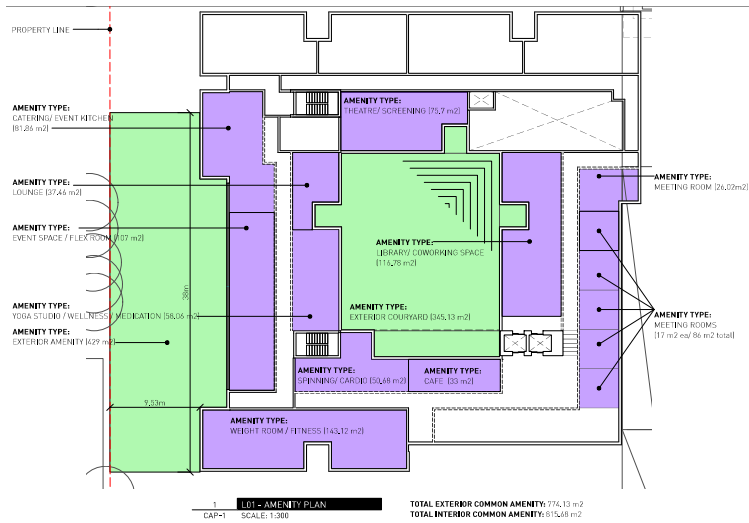 PROPERTY LINE
AMENITY TYPE:
CATERING/ EVENT KITCHEN
(81.86 m2)
AMENITY TYPE:
THEATRE/ SCREENING (75.7 m2)
AMENITY TYPE:
LOUNGE (37.46 m2)
AMENITY TYPE:
MEETING ROOM (26.02m2)
AMENITY TYPE:
EVENT SPACE / FLEX ROOM (107 m2)
AMENITY TYPE:
LIBRARY/ COWORKING SPACE
(116.78 m2)
38m
AMENITY TYPE:
YOGA STUDIO / WELLNESS/ MEDICATION (58.06 m2)
AMENITY TYPE:
EXTERIOR COURYARD (345.13 m2)
AMENITY TYPE:
EXTERIOR AMENITY (429 m2)
AMENITY TYPE:
MEETING ROOMS
(17 m2 ea/ 86 m2 total)
AMENITY TYPE:
SPINNING/ CARDIO (50.68 m2)
AMENITY TYPE:
CAFE (33 m2)
9.53m
AMENITY TYPE:
WEIGHT ROOM / FITNESS (143.12 m2)
1 L01 - AMENITY PLAN
CAP-1 SCALE: 1:300
TOTAL EXTERIOR COMMON AMENITY: 774.13 m2
TOTAL INTERIOR COMMON AMENITY: 815.68 m2